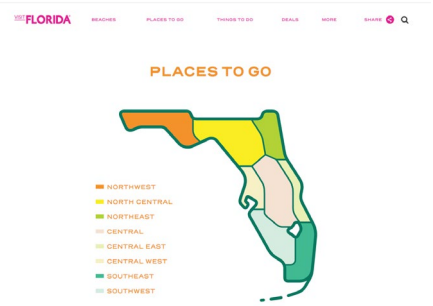 VISIT FLORIDA BEACHES PLACES TO GO THINGS TO DO DEALS MORE SHARE
PLACES TO GO
NORTHWEST
NORTH CENTRAL
NORTHEAST
CENTRAL
CENTRAL EAST
CENTRAL WEST
SOUTHEAST
SOUTHWEST